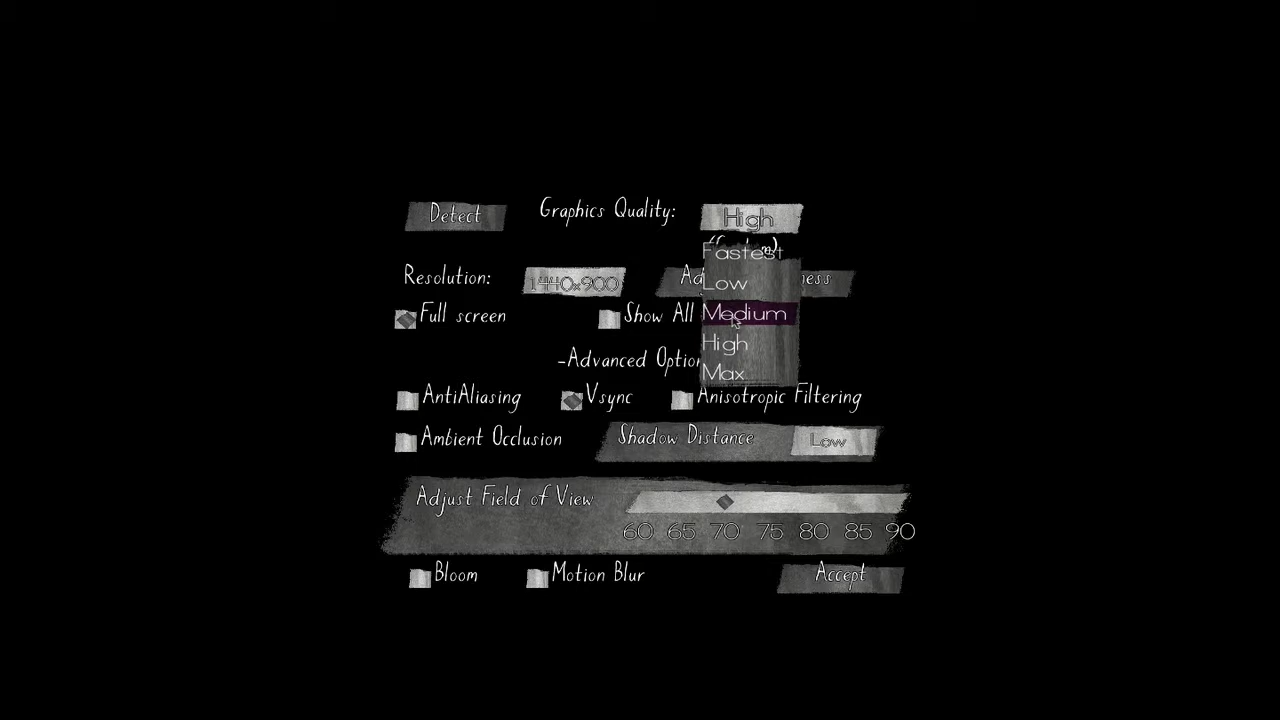 Detect Graphics Quality: High
Fastest
Resolution: 1440x900 Low
Full screen Show All Medium
High
-Advanced Max
AntiAliasing Vsync Anisotropic Filtering
Ambient Occlusion Shadow Distance Low
Adjust Field of View
60 65 70 75 80 85 90
Bloom Motion Blur Accept